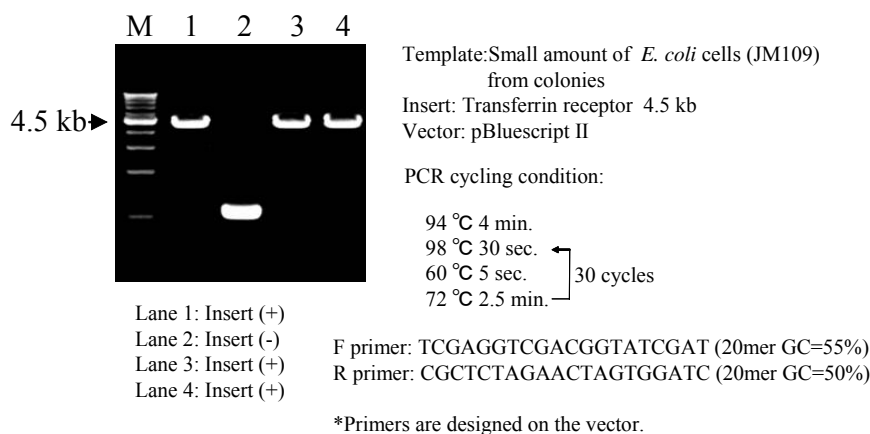 M 1 2 3 4
4.5 kb
Template:Small amount of E. coli cells (JM109)
from colonies
Insert: Transferrin receptor 4.5 kb
Vector: pBluescript II
PCR cycling condition:
94 ℃ 4 min.
98 ℃ 30 sec.
60 ℃ 5 sec.
72 ℃ 2.5 min.
30 cycles
Lane 1: Insert (+)
Lane 2: Insert (-)
Lane 3: Insert (+)
Lane 4: Insert (+)
F primer: TCGAGGTCGACGGTATCGAT (20mer GC=55%)
R primer: CGCTCTAGAACTAGTGGATC (20mer GC=50%)
*Primers are designed on the vector.